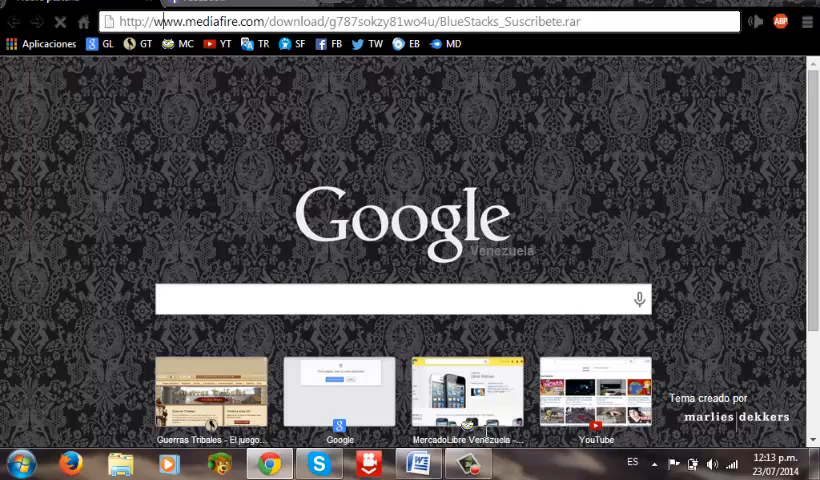 http://www.mediafire.com/download/g787sokzy81wo4u/BlueStacks_Suscribete.rar
ABP
Aplicaciones GL GT MC YT TR SF FB TW EB MD
Google
Venezuela
Tema creado por
marlies|dekkers
Guerras Tribales - El juego... Google MercadoLibre Venezuela -... YouTube
ES 12:13 p.m.
23/07/2014